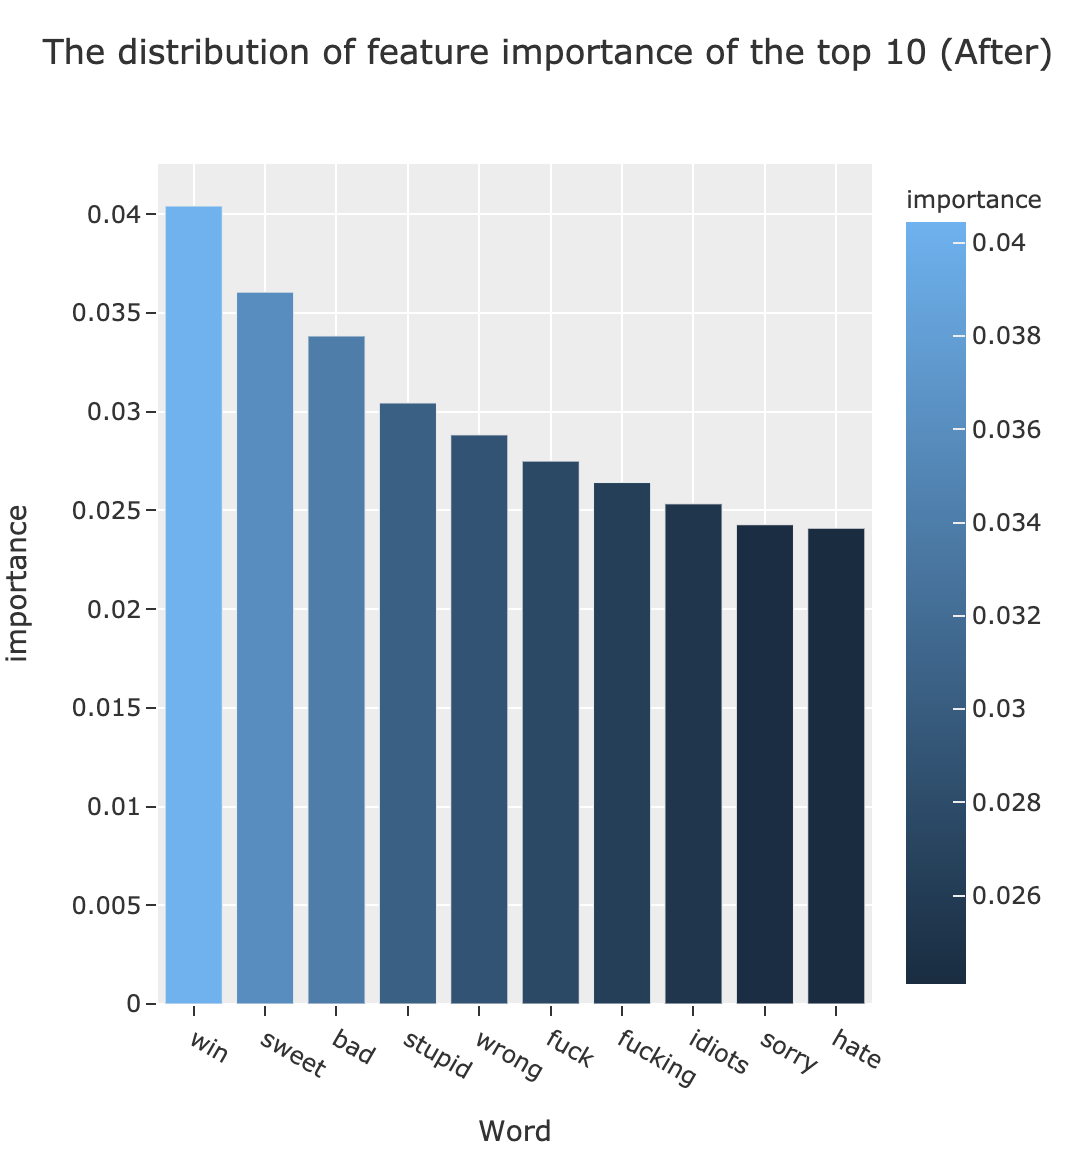 The distribution of feature importance of the top 10 (After)
importance
0.04
0.035
0.03
0.025
0.02
0.015
0.01
0.005
0
win
sweet
bad
stupid
wrong
fuck
fucking
idiots
sorry
hate
Word
importance
0.04
0.038
0.036
0.034
0.032
0.03
0.028
0.026